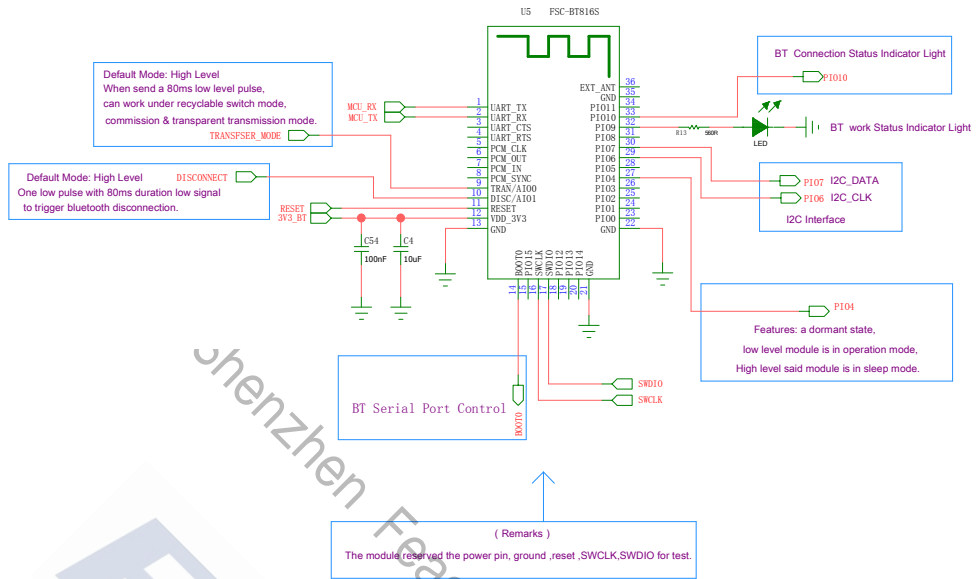 U5 FSC-BT816S
Default Mode: High Level
When send a 80ms low level pulse,
can work under recyclable switch mode,
commission & transparent transmission mode.
TRANSFSER_MODE
Default Mode: High Level
One low pulse with 80ms duration low signal
to trigger bluetooth disconnection.
DISCONNECT
MCU_RX
MCU_TX
RESET
3V3_BT
C54
100nF
C4
10uF
1 UART_TX
2 UART_RX
3 UART_CTS
4 UART_RTS
5 PCM_CLK
6 PCM_OUT
7 PCM_IN
8 PCM_SYNC
9 TRAN/AIO0
10 DISC/AIO1
11 RESET
12 VDD_3V3
13 GND
EXT_ANT 36
GND 35
PIO11 34
PIO10 33
PIO9 32
PIO8 31
PIO7 30
PIO6 29
PIO5 28
PIO4 27
PIO3 26
PIO2 25
PIO1 24
PIO0 23
GND 22
BOOT0 14
PIO15 15
SWCLK 16
SWDIO 17
PIO12 18
PIO13 19
PIO14 20
GND 21
BT Connection Status Indicator Light
PIO10
R13 560R
LED
BT work Status Indicator Light
PIO7 I2C_DATA
PIO6 I2C_CLK
I2C Interface
PIO4
Features: a dormant state,
low level module is in operation mode,
High level said module is in sleep mode.
BT Serial Port Control
BOOT0
SWDIO
SWCLK
( Remarks )
The module reserved the power pin, ground ,reset ,SWCLK,SWDIO for test.
Shenzhen